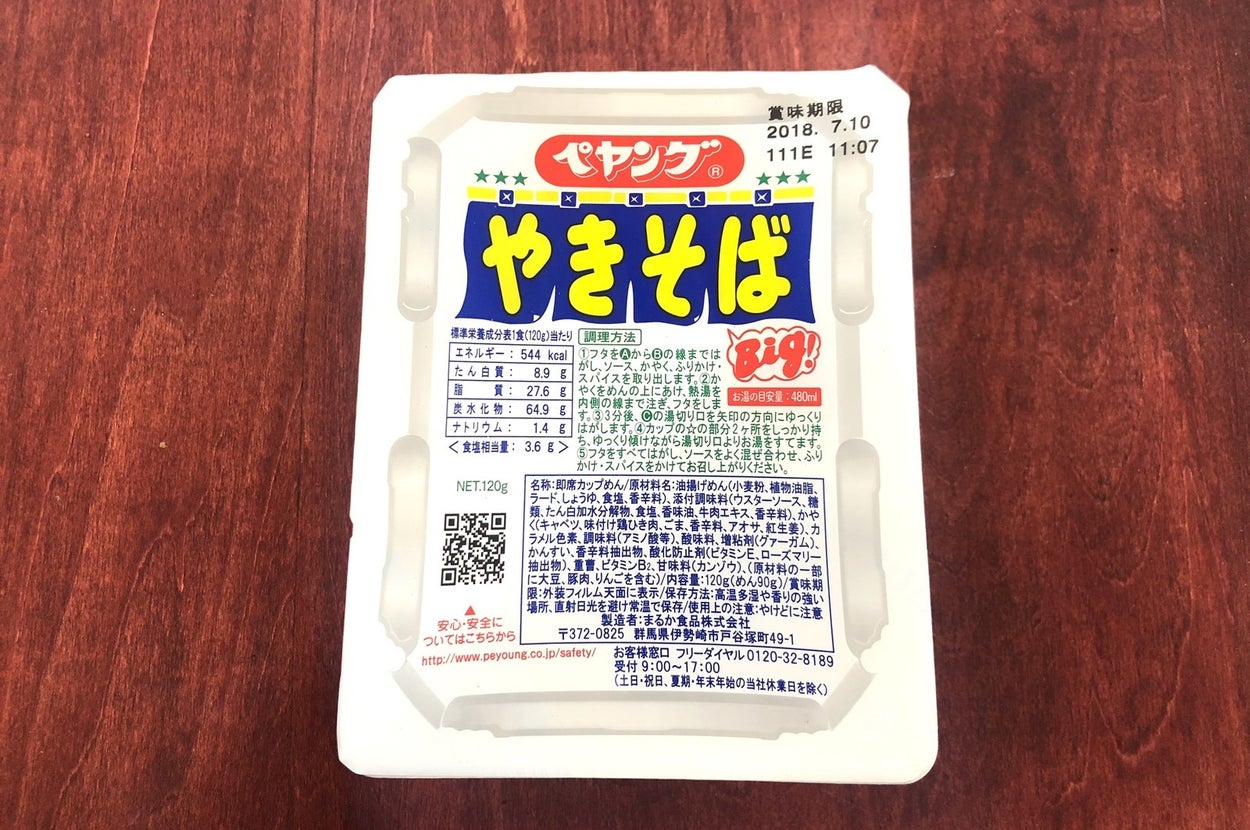 賞味期限
2018. 7.10
111E 11:07
ペヤング®
やきそば
標準栄養成分表1食(120g)当たり
エネルギー: 544 kcal
たん白質: 8.9 g
脂質: 27.6 g
炭水化物: 64.9 g
ナトリウム: 1.4 g
<食塩相当量: 3.6 g>
調理方法
①フタをⒶからⒷの線までは 
がし、ソース、かやく、ふりかけ・
スパイスを取り出します。②か
やくをめんの上にあけ、熱湯を
内側の線まで注ぎ、フタをしま
す。③3分後、Ⓒの湯切り口を矢印の方向にゆっくり
はがします。④カップの☆の部分2ヶ所をしっかり持
ち、ゆっくり傾けながら湯切り口よりお湯をすてます。
⑤フタをすべてはがし、ソースをよく混ぜ合わせ、ふり
かけ・スパイスをかけてお召し上がりください。
Big!
お湯の目安量:480ml
NET.120g
名称:即席カップめん/原材料名:油揚げめん(小麦粉、植物油脂、
ラード、しょうゆ、食塩、香辛料)、添付調味料(ウスターソース、糖
類、たん白加水分解物、食塩、香味油、牛肉エキス、香辛料)、かや
く(キャベツ、味付け鶏ひき肉、ごま、香辛料、アオサ、紅生姜)、カ
ラメル色素、調味料(アミノ酸等)、酸味料、増粘剤(グァーガム)、
かんすい、香辛料抽出物、酸化防止剤(ビタミンE、ローズマリー
抽出物)、重曹、ビタミンB₂、甘味料(カンゾウ)、(原材料の一部
に大豆、豚肉、りんごを含む)/内容量:120g(めん90g)/賞味期
限:外装フィルム天面に表示/保存方法:高温多湿や香りの強い
場所、直射日光を避け常温で保存/使用上の注意:やけどに注意
製造者:まるか食品株式会社
〒372-0825 群馬県伊勢崎市戸谷塚町49-1
安心・安全に
ついてはこちらから
http://www.peyoung.co.jp/safety/
お客様窓口 フリーダイヤル0120-32-8189
受付 9:00〜17:00
(土日・祝日、夏期・年末年始の当社休業日を除く)